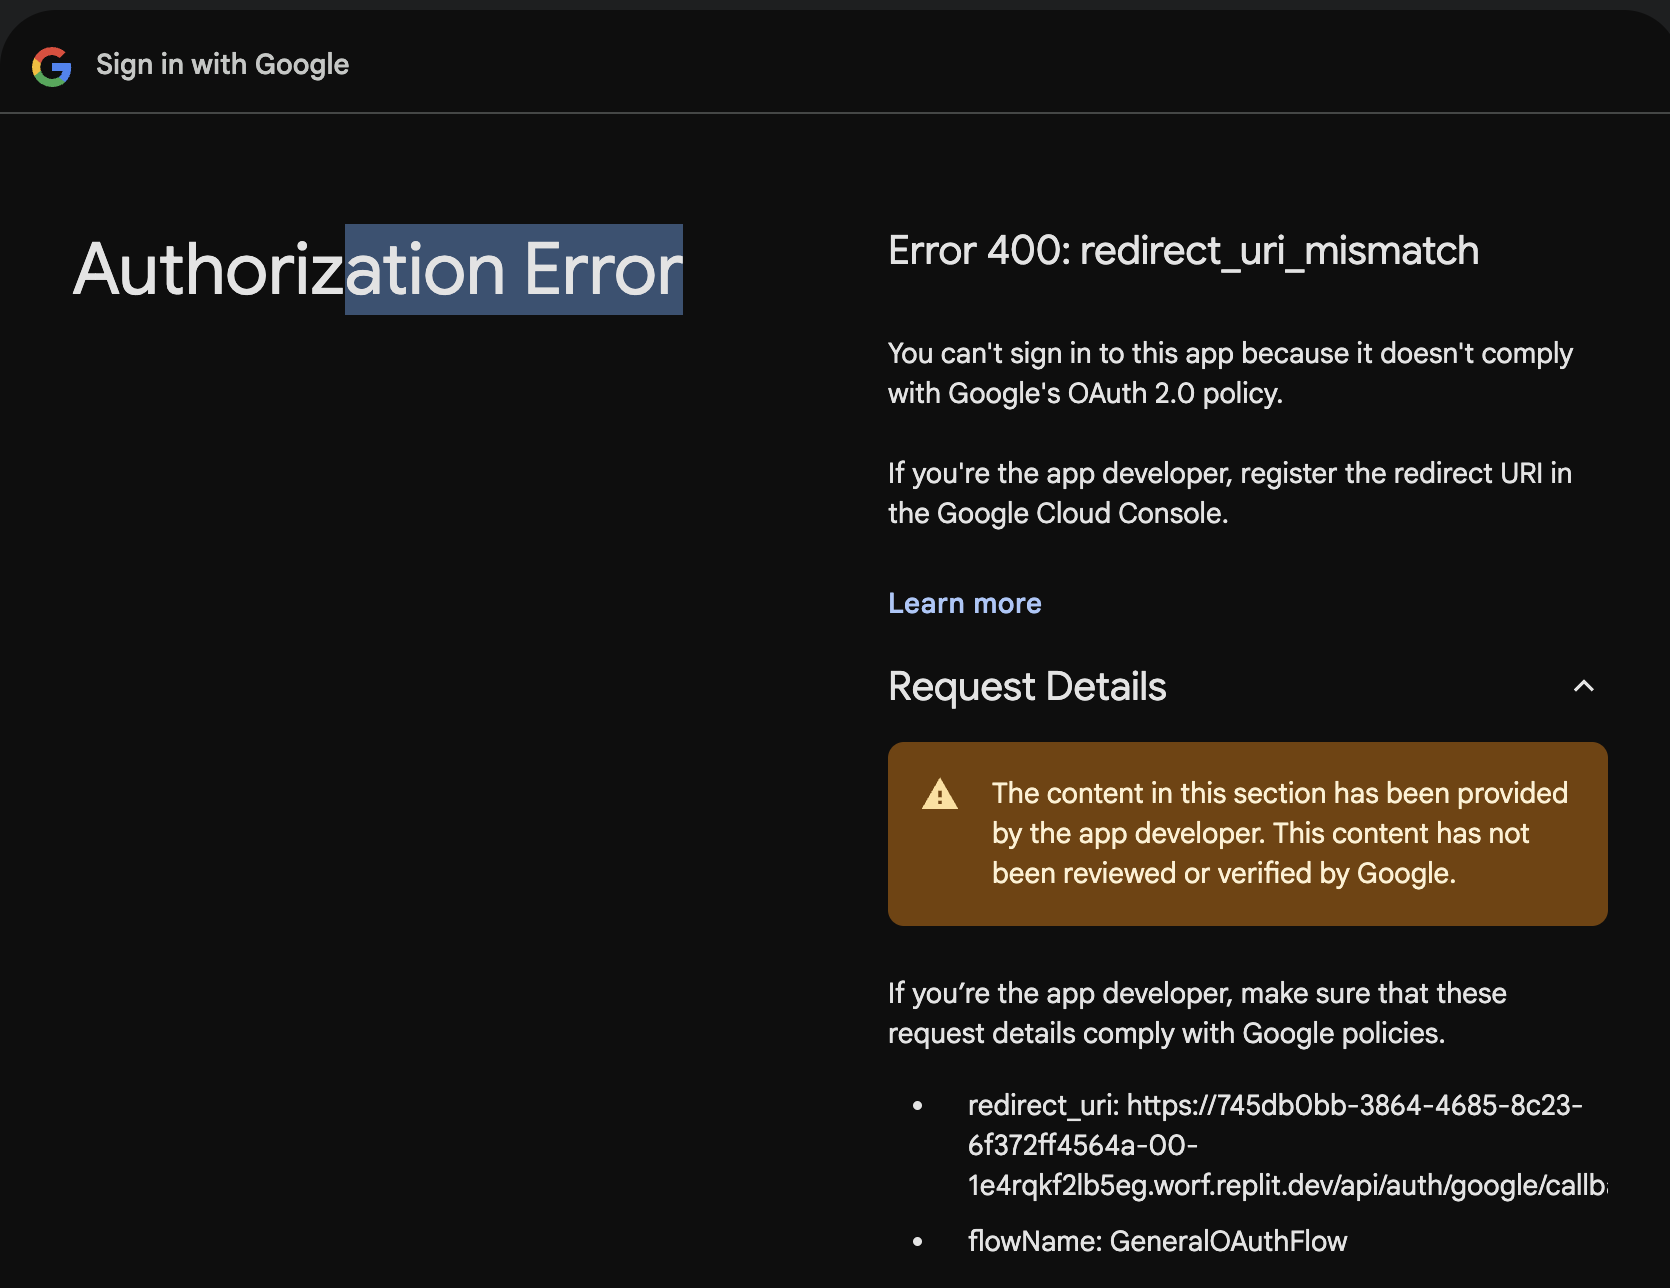 Sign in with Google
Authorization Error
Error 400: redirect_uri_mismatch
You can't sign in to this app because it doesn't comply
with Google's OAuth 2.0 policy.
If you're the app developer, register the redirect URI in
the Google Cloud Console.
Learn more
Request Details
The content in this section has been provided
by the app developer. This content has not
been reviewed or verified by Google.
If you’re the app developer, make sure that these
request details comply with Google policies.
redirect_uri: https://745db0bb-3864-4685-8c23-
6f372ff4564a-00-
1e4rqkf2lb5eg.worf.replit.dev/api/auth/google/callb
flowName: GeneralOAuthFlow